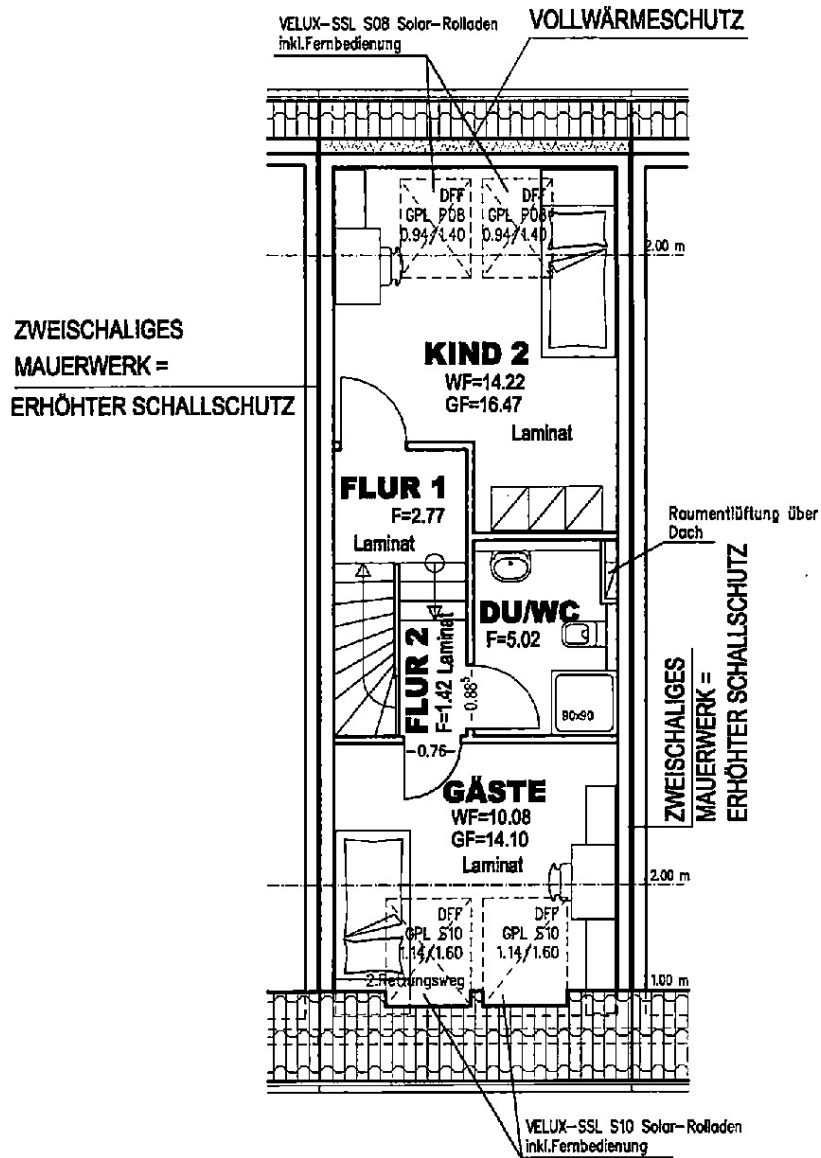 VELUX-SSL S08 Solar-Rolladen
inkl.Fernbedienung
VOLLWÄRMESCHUTZ
DFF
GPL P08
0.94/1.40
DFF
GPL P08
0.94/1.40
2.00 m
ZWEISCHALIGES
MAUERWERK =
ERHÖHTER SCHALLSCHUTZ
KIND 2
WF=14.22
GF=16.47
Laminat
FLUR 1
F=2.77
Laminat
Raumentlüftung über
Dach
DU/WC
F=5.02
FLUR 2
F=1.42 Laminat
0.88⁵
90x90
0.76
ZWEISCHALIGES
MAUERWERK =
ERHÖHTER SCHALLSCHUTZ
GÄSTE
WF=10.08
GF=14.10
Laminat
2.00 m
DFF
GPL S10
1.14/1.60
DFF
GPL S10
1.14/1.60
2.Rettungsweg
1.00 m
VELUX-SSL S10 Solar-Rolladen
inkl.Fernbedienung